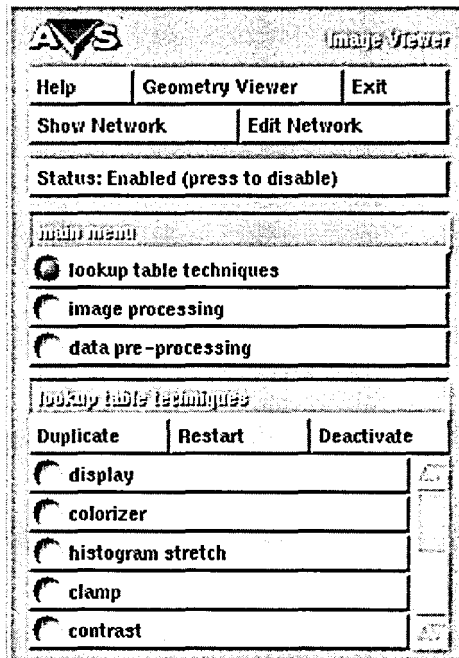 AVS Image Viewer
Help Geometry Viewer Exit
Show Network Edit Network
Status: Enabled (press to disable)
main menu
lookup table techniques
image processing
data pre-processing
lookup table techniques
Duplicate Restart Deactivate
display
colorizer
histogram stretch
clamp
contrast